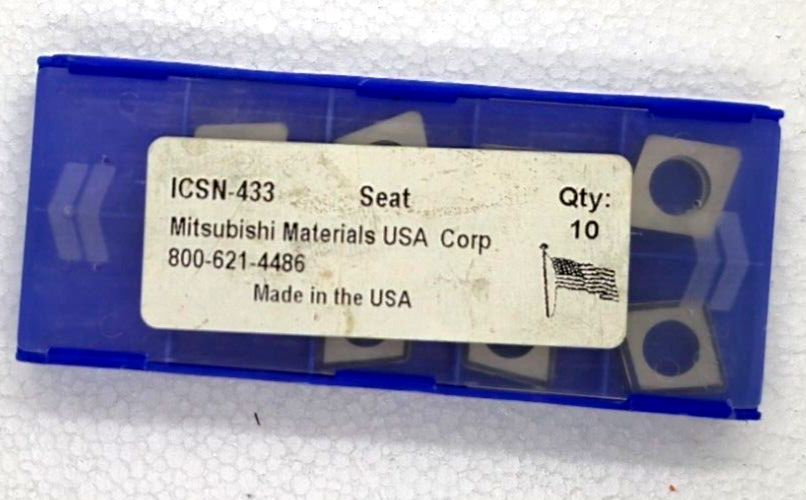 ICSN-433 Seat Qty:
10
Mitsubishi Materials USA Corp
800-621-4486
Made in the USA